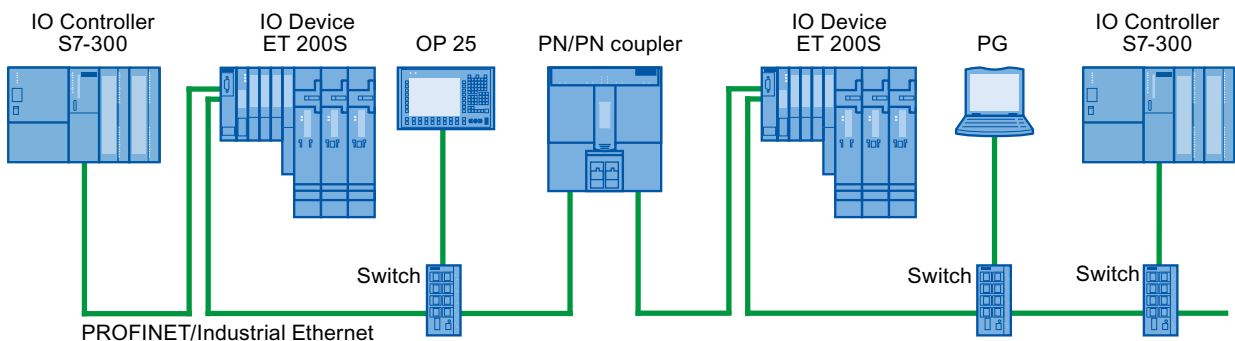 IO Controller
S7-300
IO Device
ET 200S
OP 25
PN/PN coupler
IO Device
ET 200S
PG
IO Controller
S7-300
Switch
Switch
Switch
PROFINET/Industrial Ethernet